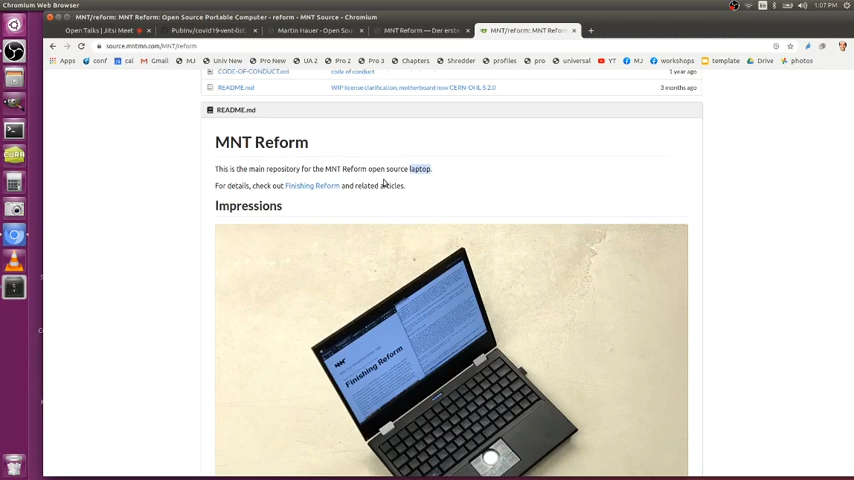 Chromium Web Browser
1:07 PM
MNT/reform: MNT Reform: Open Source Portable Computer - reform - MNT Source - Chromium
Open Talks | Jitsi Meet
PubInv/covid19-vent-list:
Martin Hauer - Open Sou
MNT Reform — Der erste
MNT/reform: MNT Reform
source.mntmn.com/MNT/reform
Apps
conf
MJ
Cal
Gmail
MJ
Univ New
Pro New
UA 2
Pro 2
Pro 3
Chapters
Shredder
profiles
pro
universal
YT
MJ
workshops
template
Drive
photos
CODE-OF-CONDUCT.md
code of conduct
1 year ago
README.md
WIP license clarification, motherboard now CERN-OHL S 2.0
3 months ago
README.md
MNT Reform
This is the main repository for the MNT Reform open source laptop.
For details, check out Finishing Reform and related articles.
Impressions
Finishing Reform